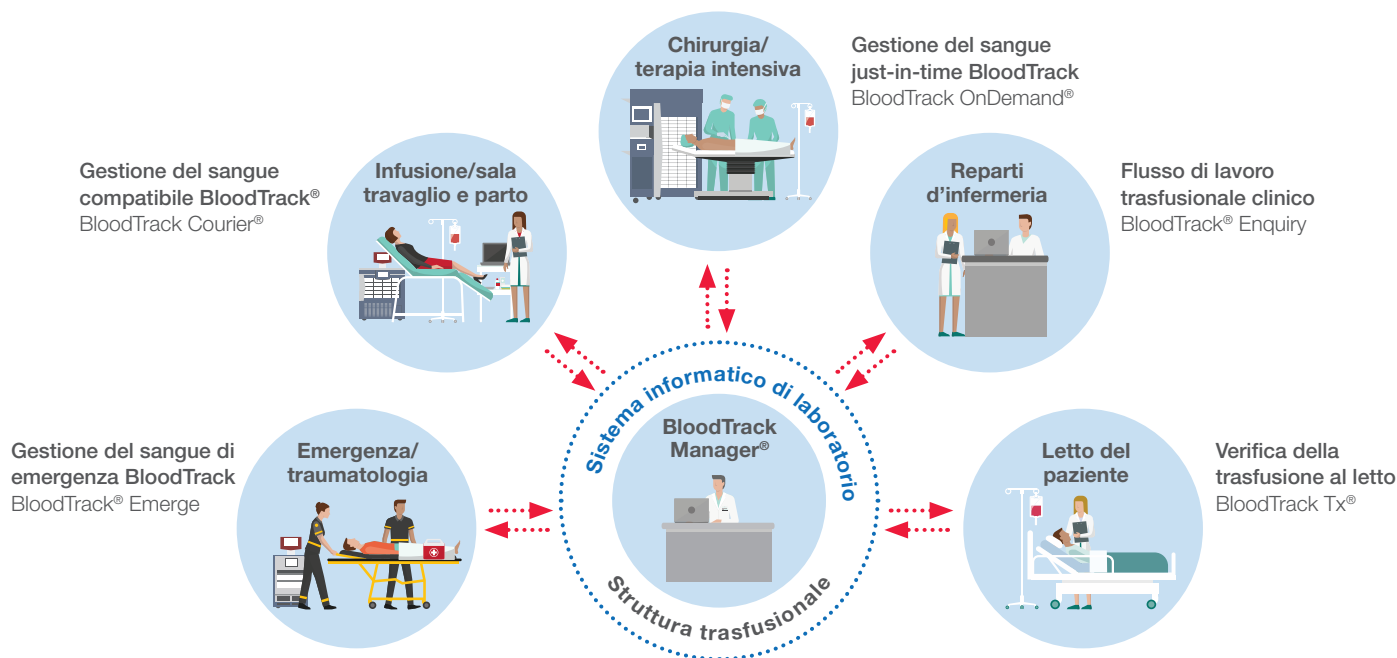 Chirurgia/
terapia intensiva
Gestione del sangue
just-in-time BloodTrack
BloodTrack OnDemand®
Gestione del sangue
compatibile BloodTrack®
BloodTrack Courier®
Infusione/sala
travaglio e parto
Reparti
d’infermeria
Flusso di lavoro
trasfusionale clinico
BloodTrack® Enquiry
Gestione del sangue di
emergenza BloodTrack
BloodTrack® Emerge
Emergenza/
traumatologia
Sistema informatico di laboratorio
BloodTrack
Manager®
Struttura trasfusionale
Letto del
paziente
Verifica della
trasfusione al letto
BloodTrack Tx®